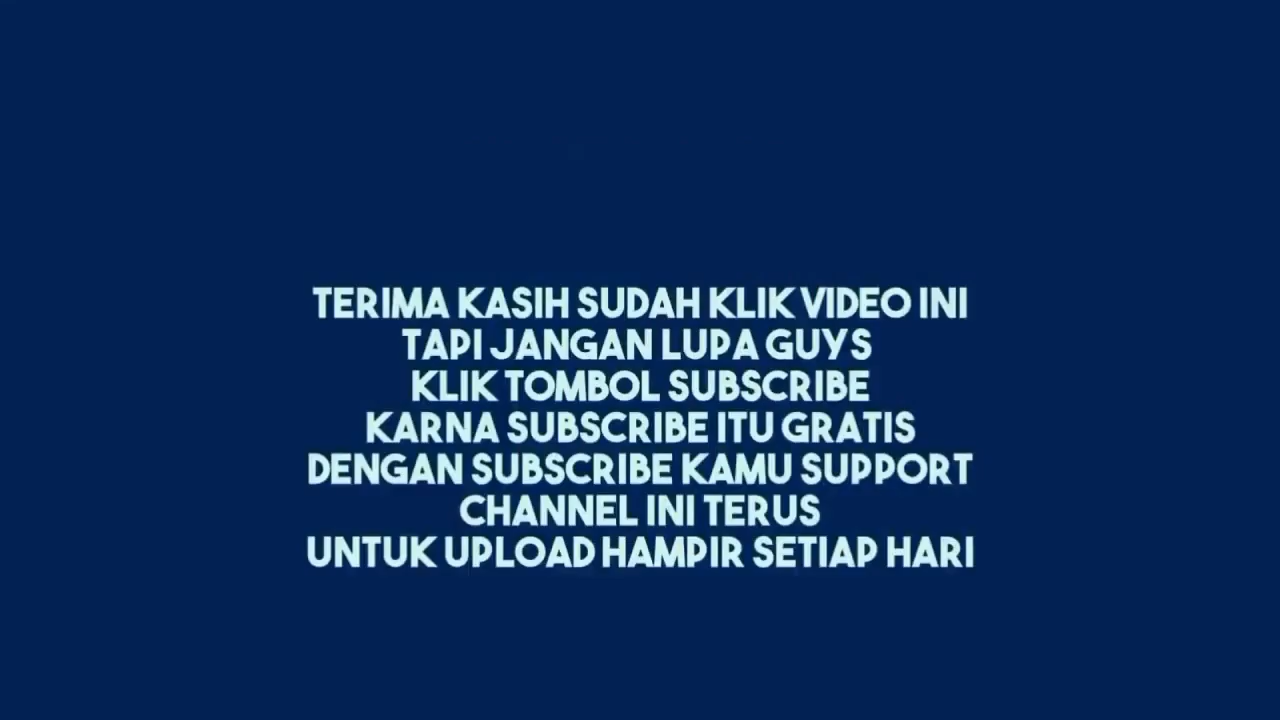 TERIMA KASIH SUDAH KLIK VIDEO INI
TAPI JANGAN LUPA GUYS
KLIK TOMBOL SUBSCRIBE
KARNA SUBSCRIBE ITU GRATIS
DENGAN SUBSCRIBE KAMU SUPPORT
CHANNEL INI TERUS
UNTUK UPLOAD HAMPIR SETIAP HARI